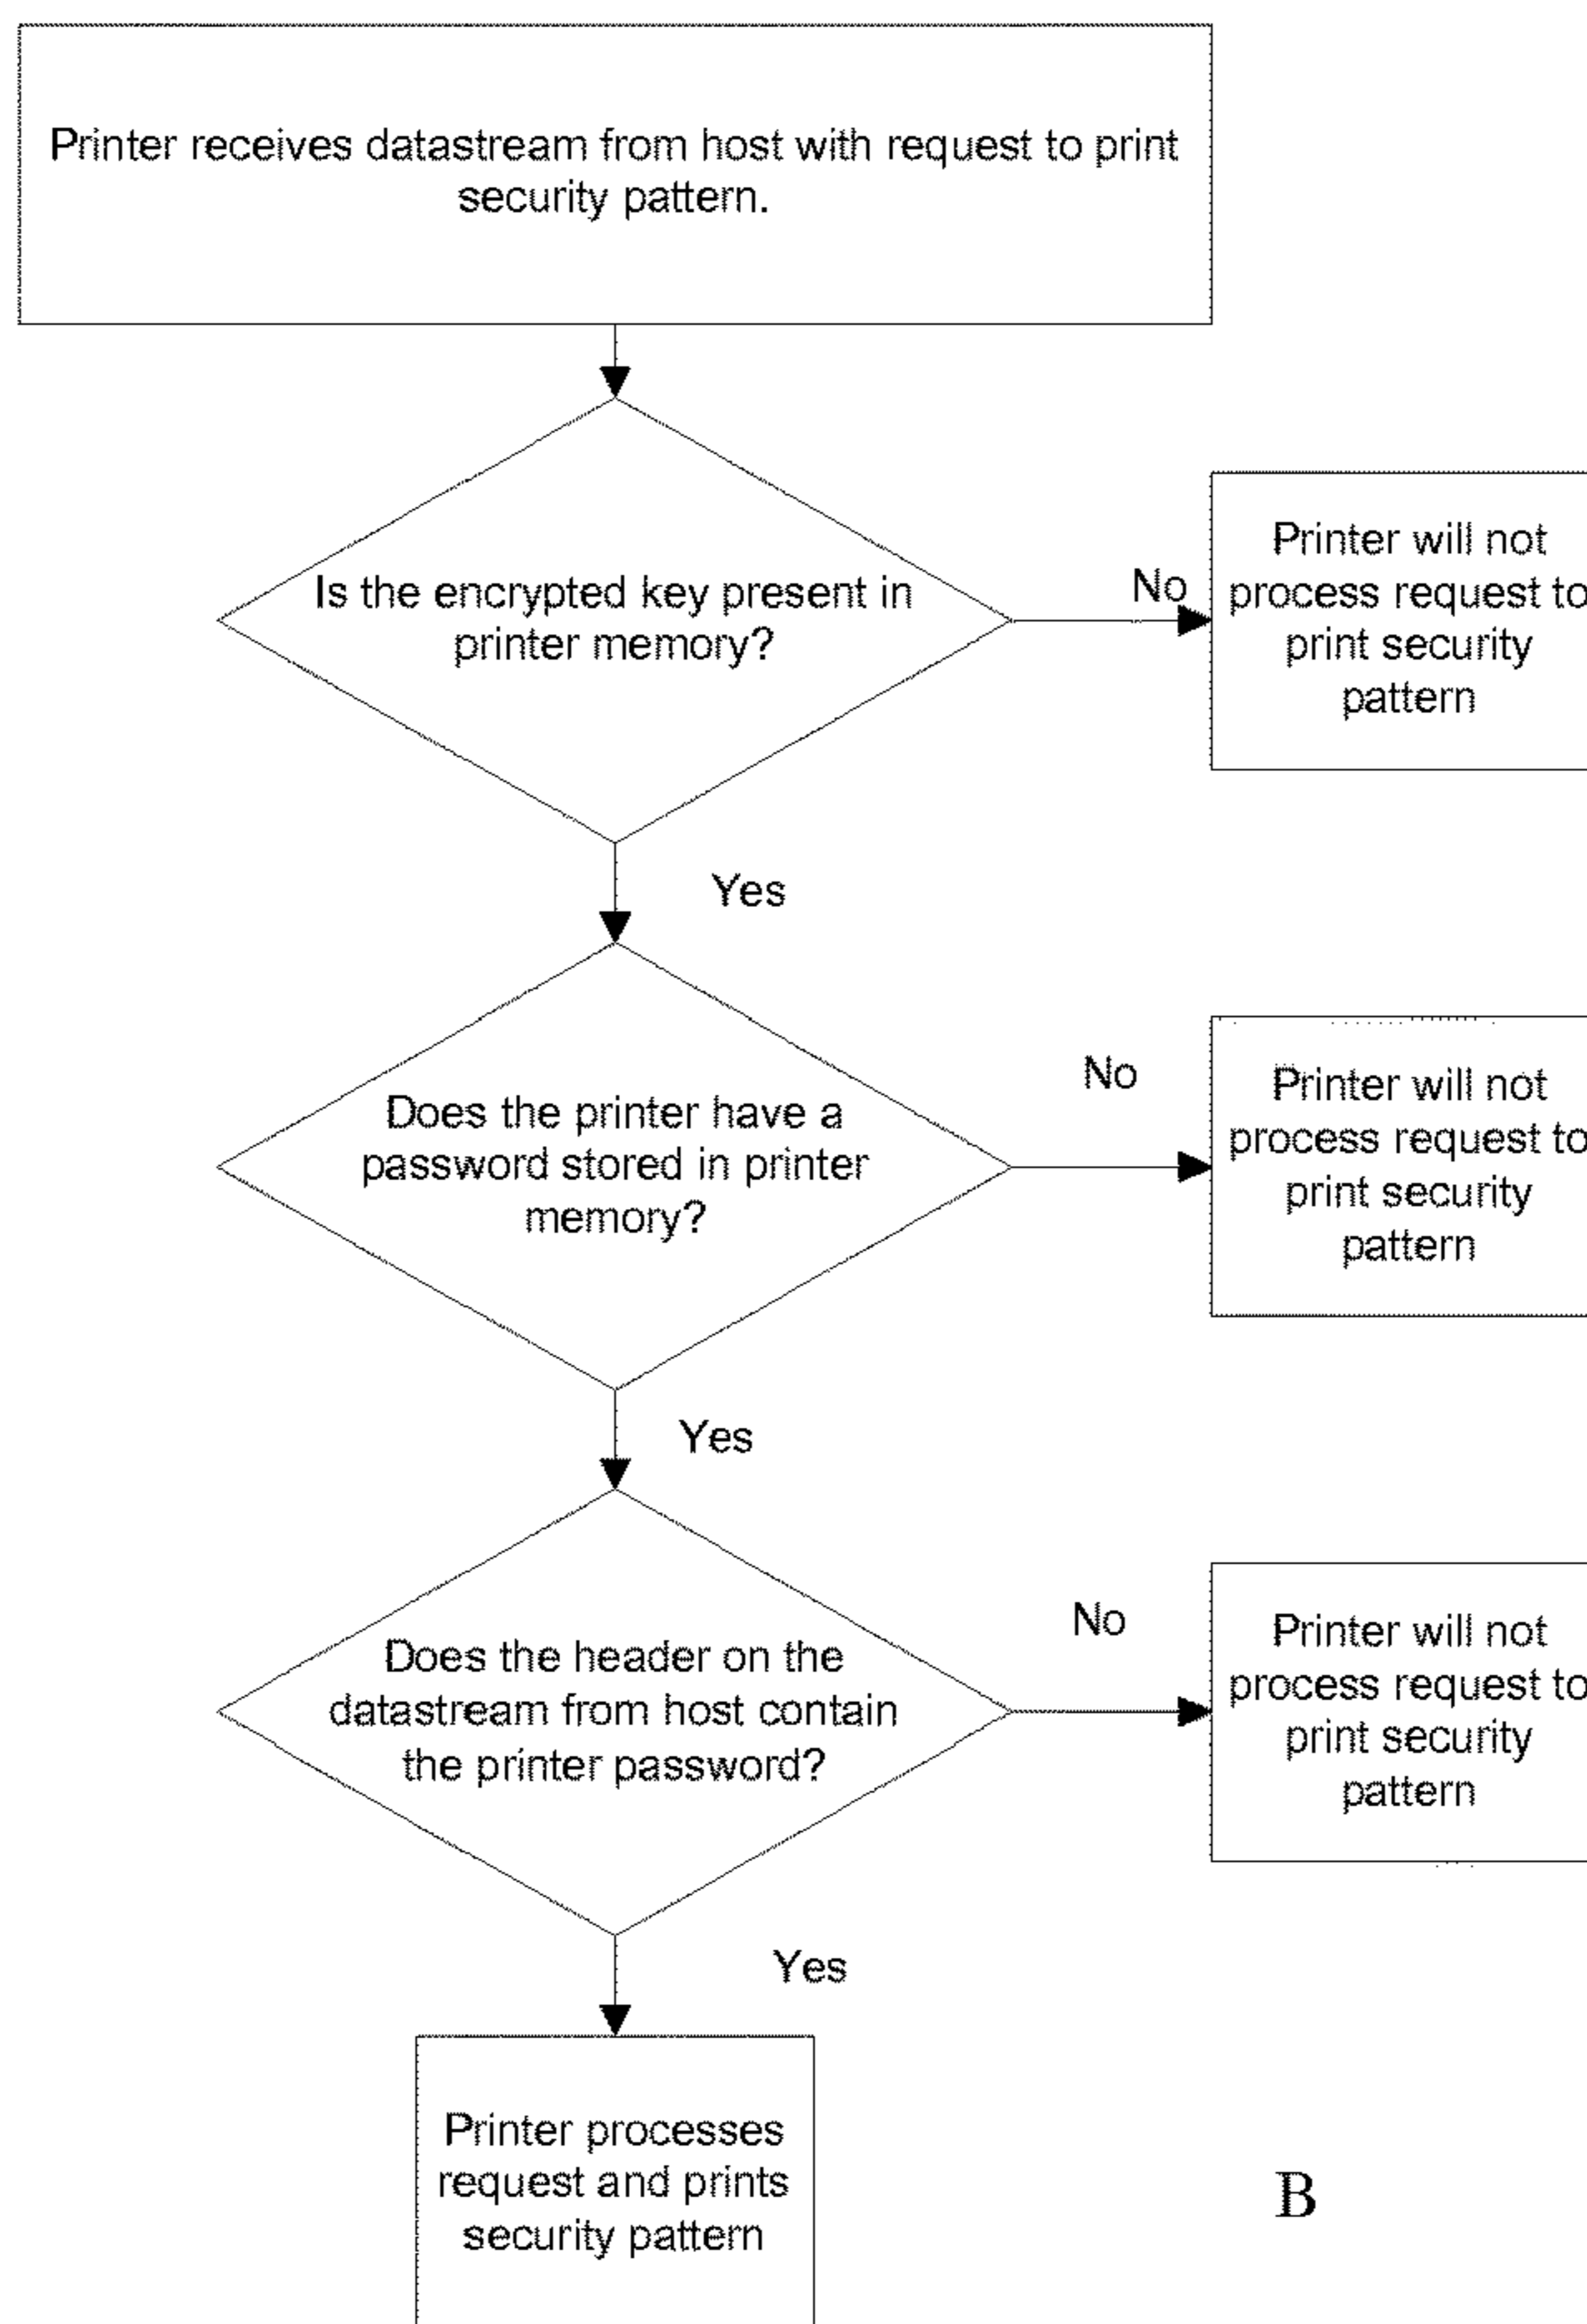 Printer receives datastream from host with request to print
security pattern.
Is the encrypted key present in
printer memory?
No
Printer will not
process request to
print security
pattern
Yes
Does the printer have a
password stored in printer
memory?
No
Printer will not
process request to
print security
pattern
Yes
Does the header on the
datastream from host contain
the printer password?
No
Printer will not
process request to
print security
pattern
Yes
Printer processes
request and prints
security pattern
B